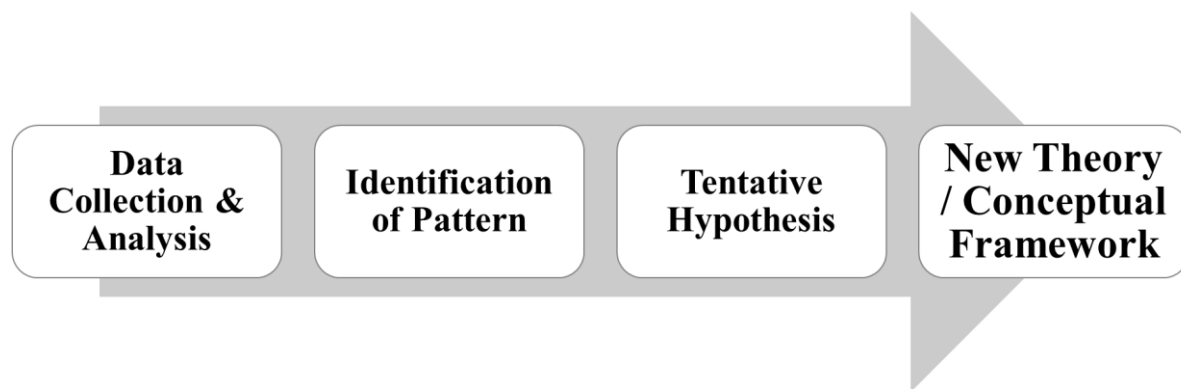 Data
Collection &
Analysis
Identification
of Pattern
Tentative
Hypothesis
New Theory
/ Conceptual
Framework